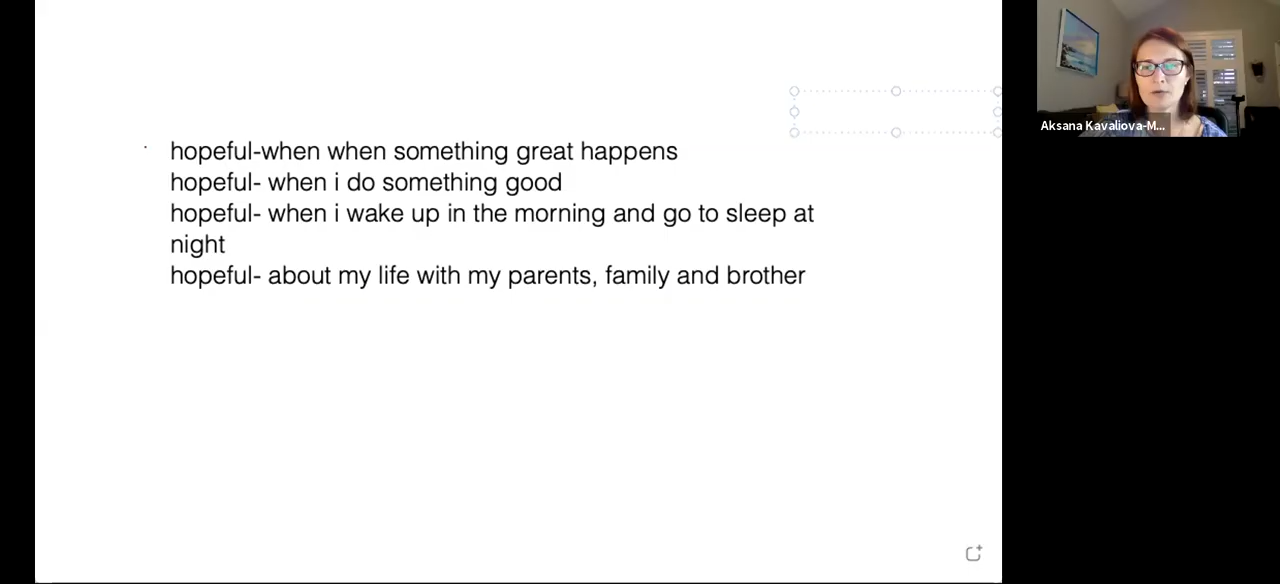 hopeful-when when something great happens
hopeful- when i do something good
hopeful- when i wake up in the morning and go to sleep at
night
hopeful- about my life with my parents, family and brother
Aksana Kavaliova-M...